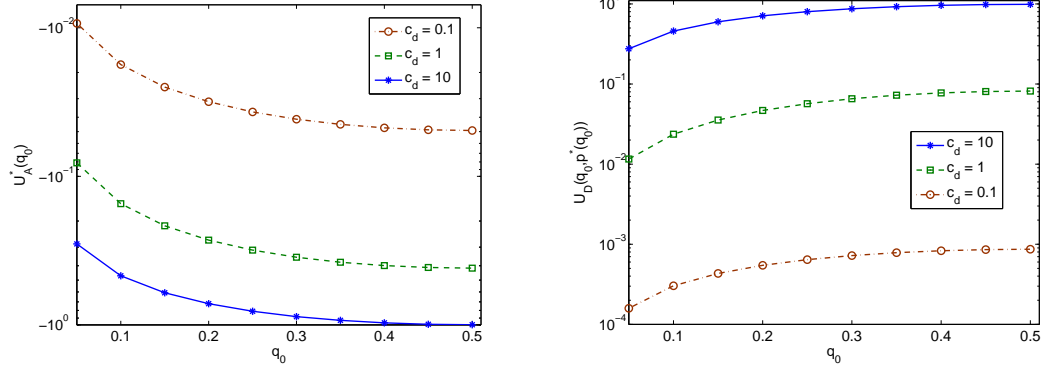 -10^-2
-10^-1
-10^0
U*_A(q_0)
c_d = 0.1
c_d = 1
c_d = 10
0.1 0.2 0.3 0.4 0.5
q_0
10^0
10^-1
10^-2
10^-3
10^-4
U_D(q_0,p^*(q_0))
c_d = 10
c_d = 1
c_d = 0.1
0.1 0.2 0.3 0.4 0.5
q_0